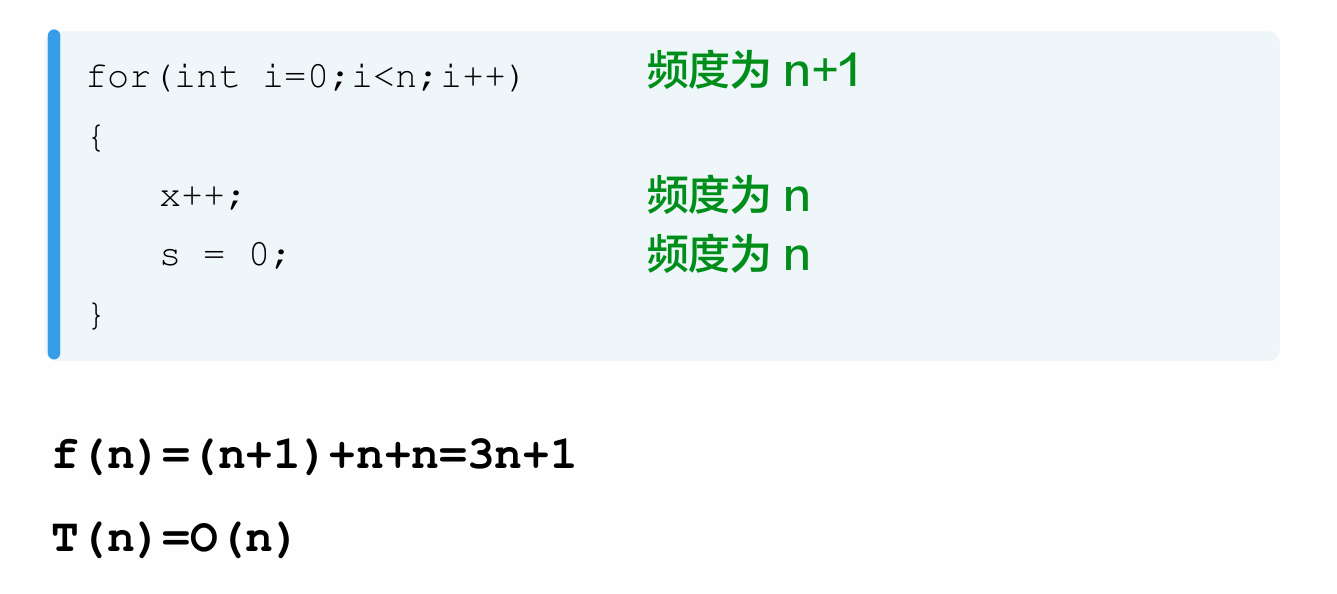 for(int i=0;i<n;i++) 频度为 n+1
{
x++; 频度为 n
s = 0; 频度为 n
}
f(n)=(n+1)+n+n=3n+1
T(n)=O(n)